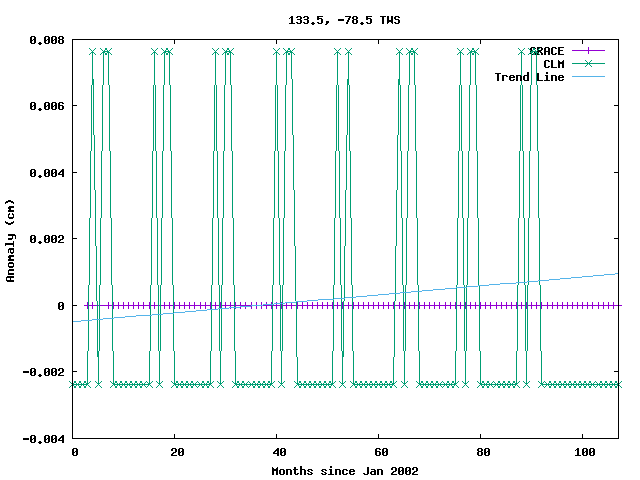 133.5, -78.5 TWS
0.008
0.006
0.004
0.002
0
-0.002
-0.004
Anomaly (cm)
GRACE
CLM
Trend Line
0 20 40 60 80 100
Months since Jan 2002